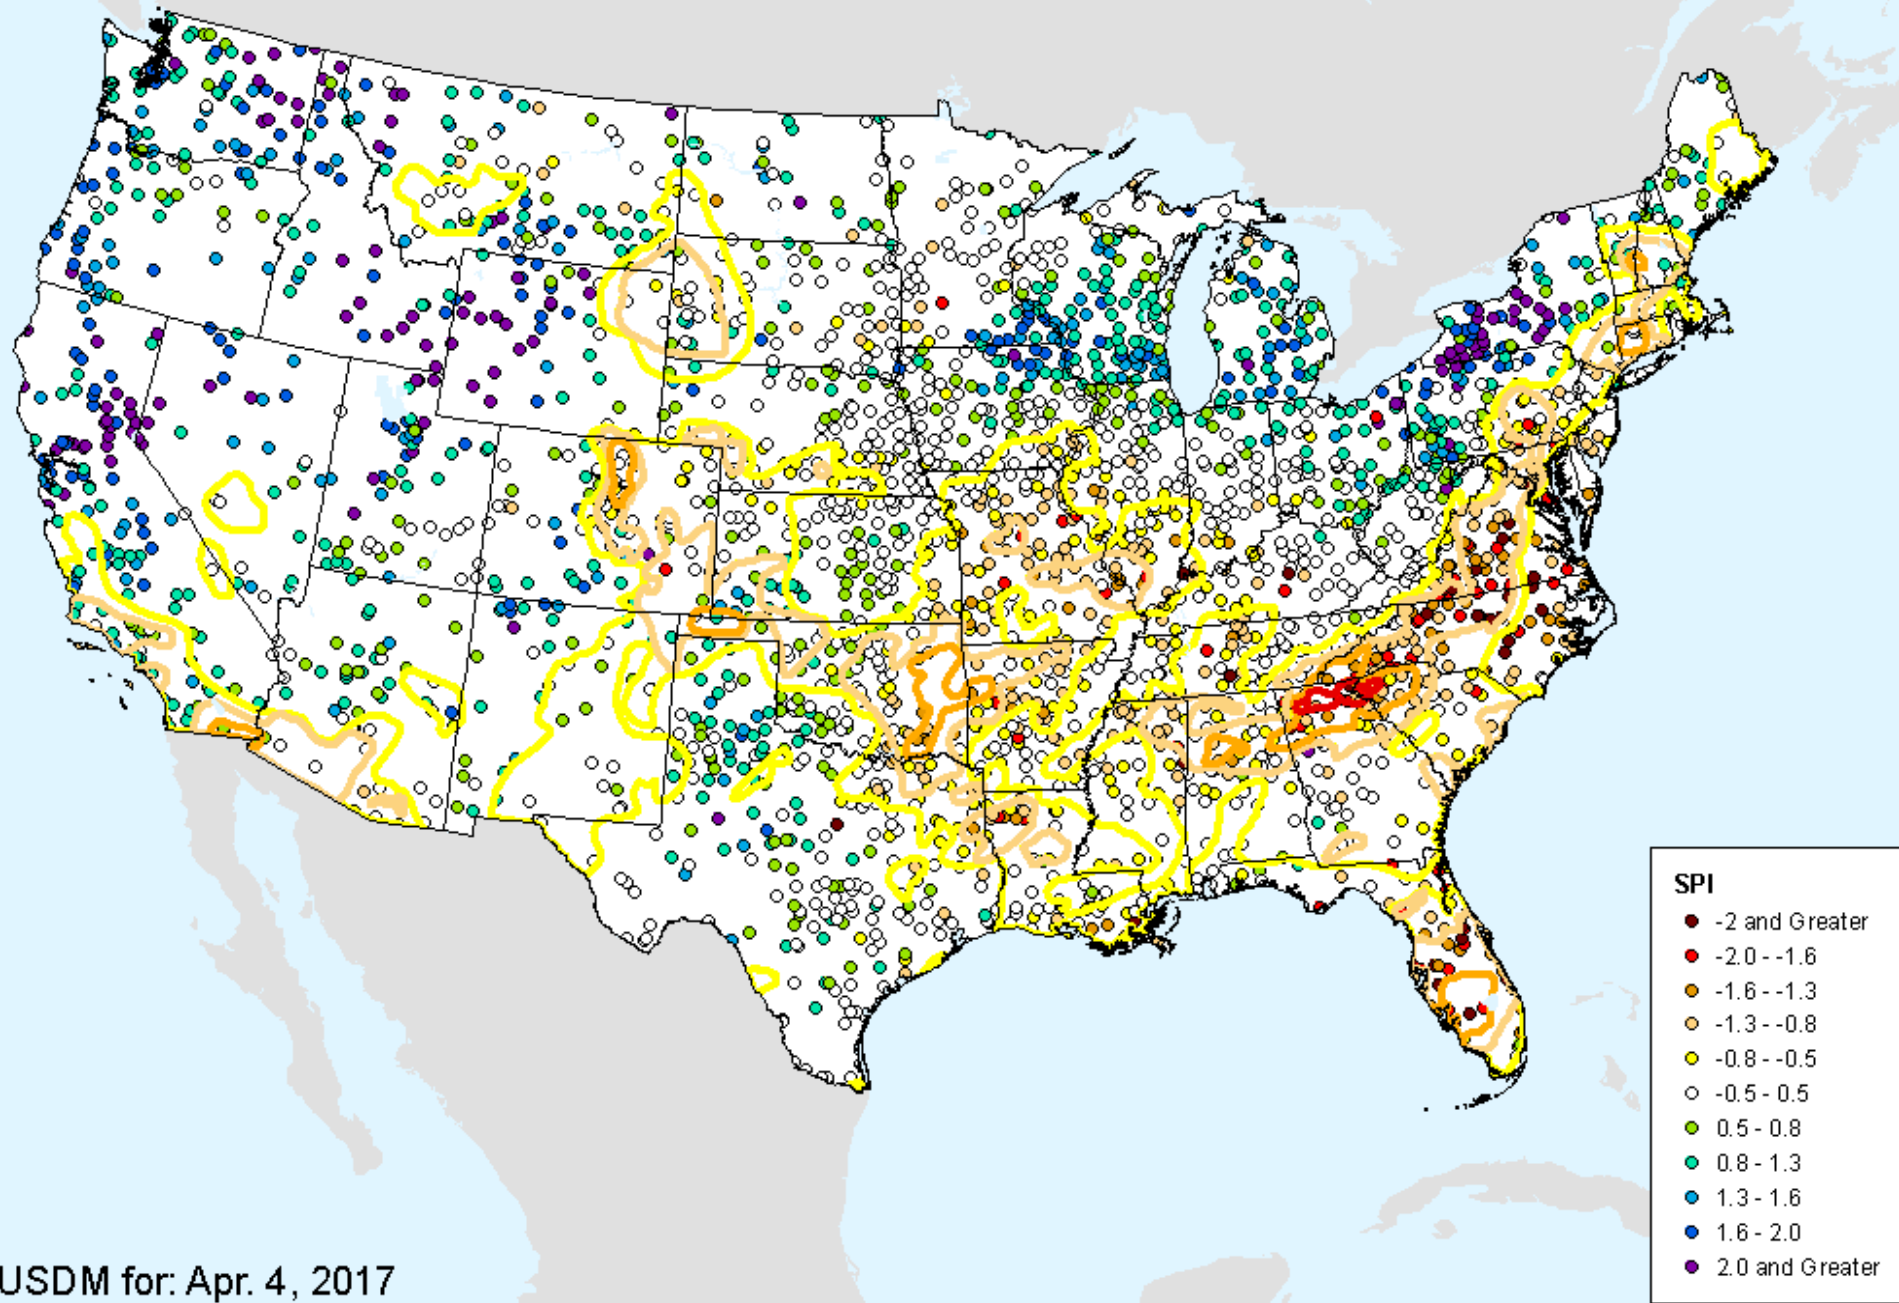 SPI
-2 and Greater
-2.0 - -1.6
-1.6 - -1.3
-1.3 - -0.8
-0.8 - -0.5
-0.5 - 0.5
0.5 - 0.8
0.8 - 1.3
1.3 - 1.6
1.6 - 2.0
2.0 and Greater
USDM for: Apr. 4, 2017